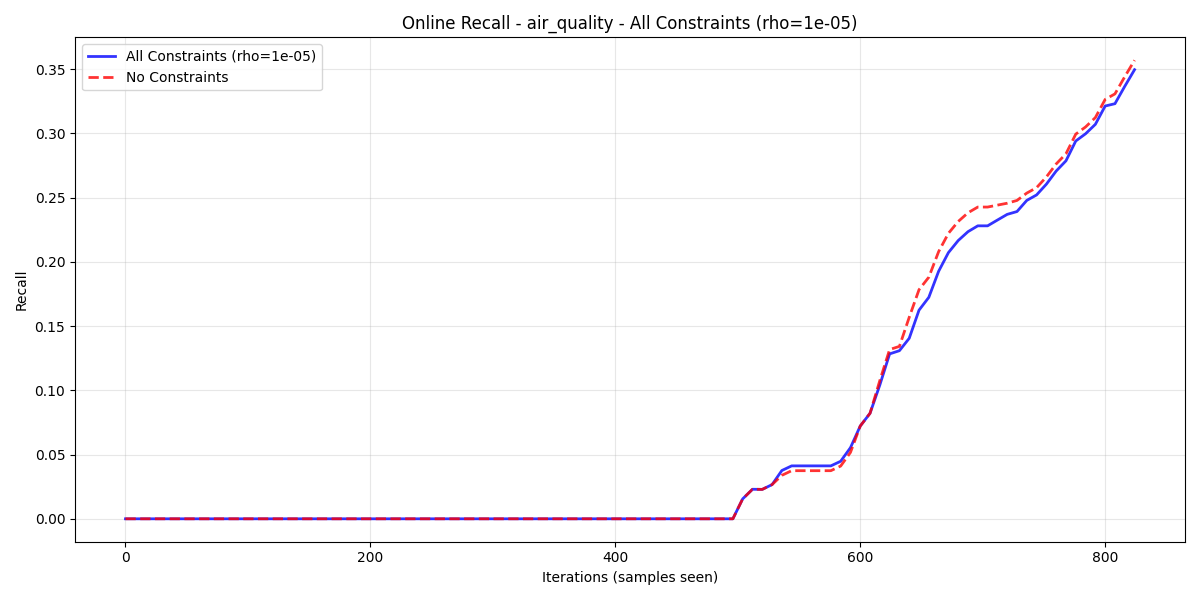 Online Recall - air_quality - All Constraints (rho=1e-05)
All Constraints (rho=1e-05)
No Constraints
Recall
0.35
0.30
0.25
0.20
0.15
0.10
0.05
0.00
0 200 400 600 800
Iterations (samples seen)